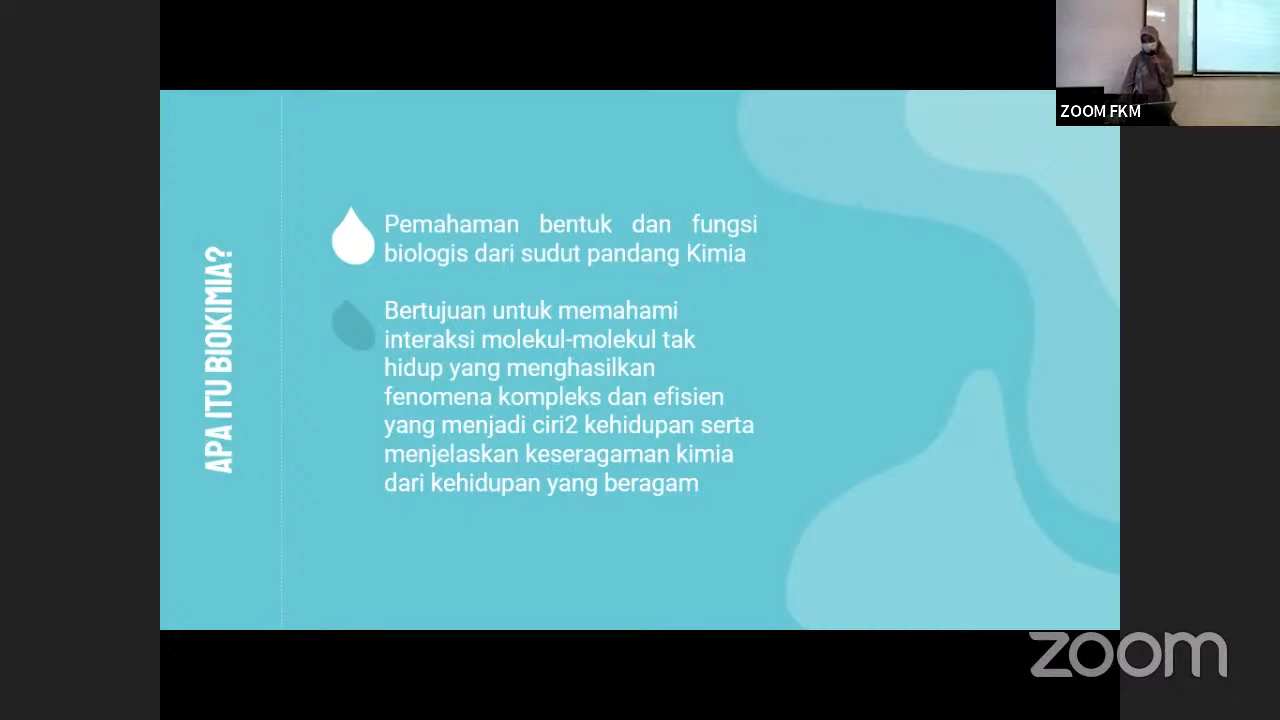 ZOOM FKM
APA ITU BIOKIMIA?
Pemahaman bentuk dan fungsi
biologis dari sudut pandang Kimia
Bertujuan untuk memahami
interaksi molekul-molekul tak
hidup yang menghasilkan
fenomena kompleks dan efisien
yang menjadi ciri2 kehidupan serta
menjelaskan keseragaman kimia
dari kehidupan yang beragam
zoom